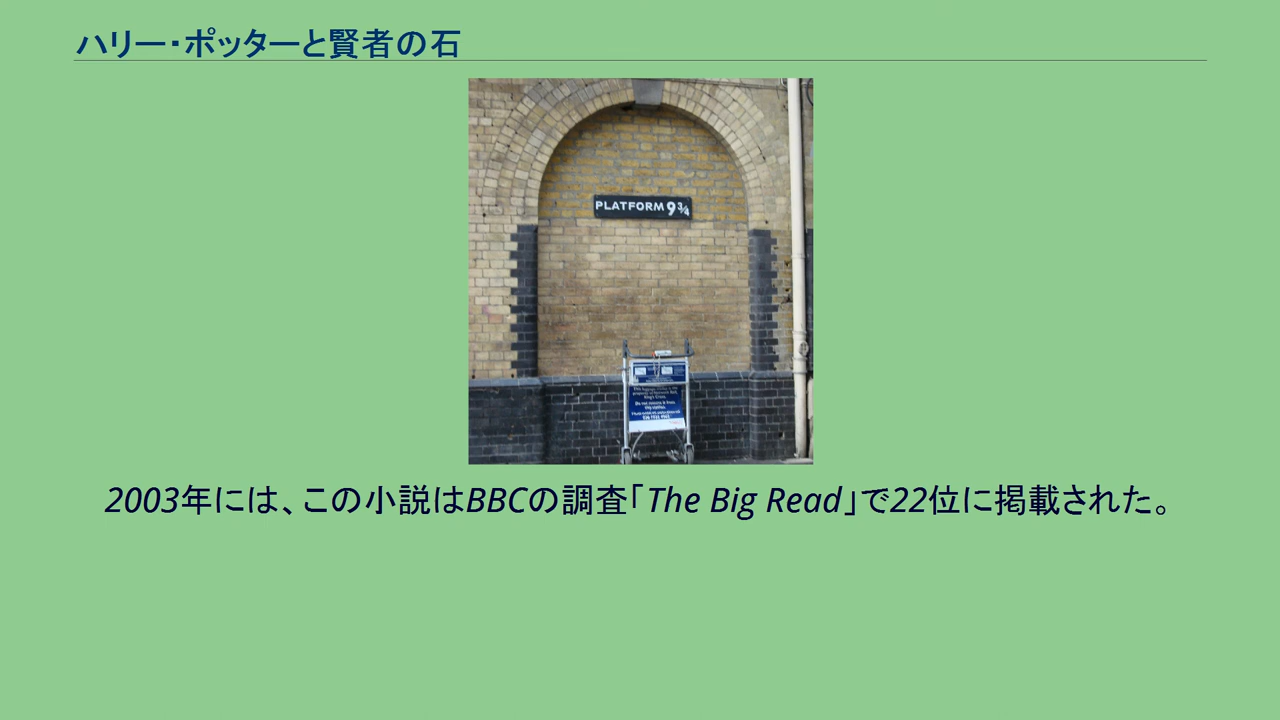 ハリー・ポッターと賢者の石
PLATFORM 9¾
2003年には、この小説はBBCの調査「The Big Read」で22位に掲載された。